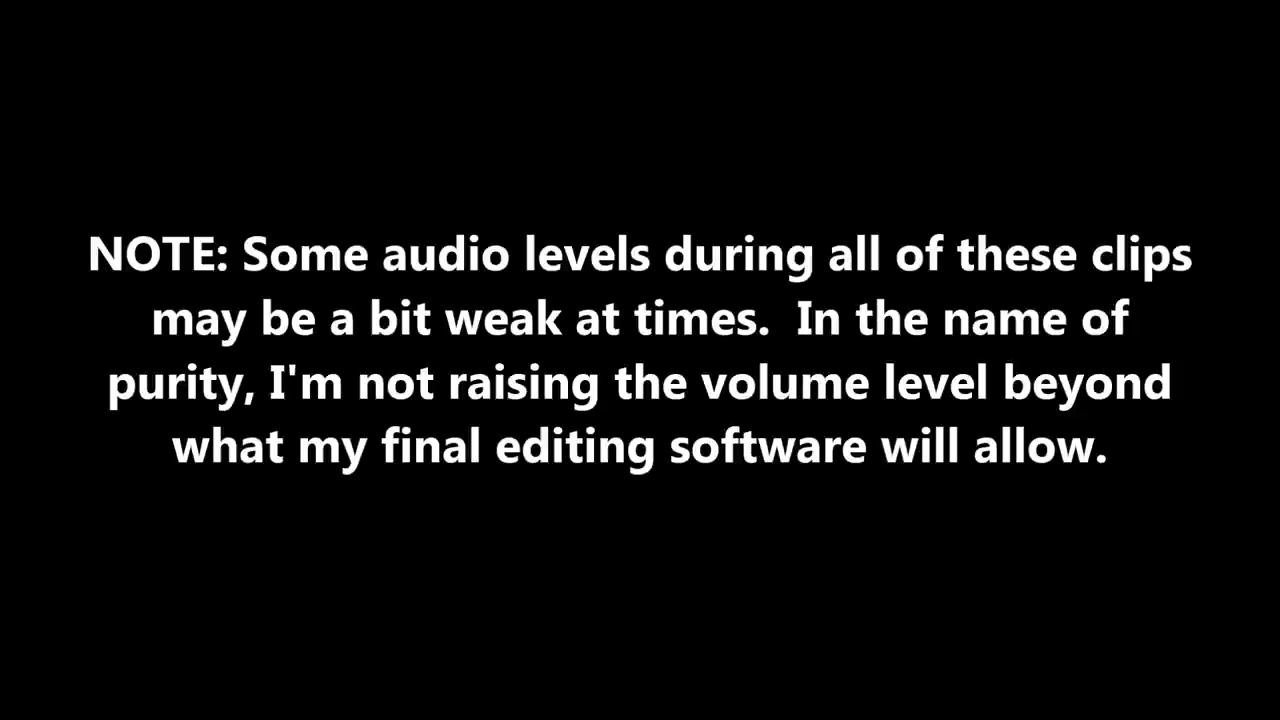 NOTE: Some audio levels during all of these clips
may be a bit weak at times.  In the name of
purity, I'm not raising the volume level beyond
what my final editing software will allow.